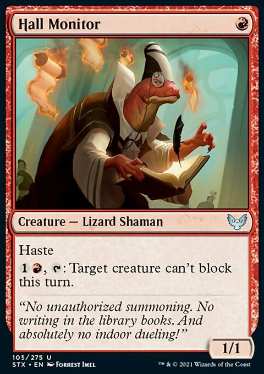 Hall Monitor
Creature — Lizard Shaman
Haste
1 R, T: Target creature can't block
this turn.
"No unauthorized summoning. No
writing in the library books. And
absolutely no indoor dueling!"
1/1
105/275 U
STX • EN FORREST IMEL
™ & © 2021 Wizards of the Coast